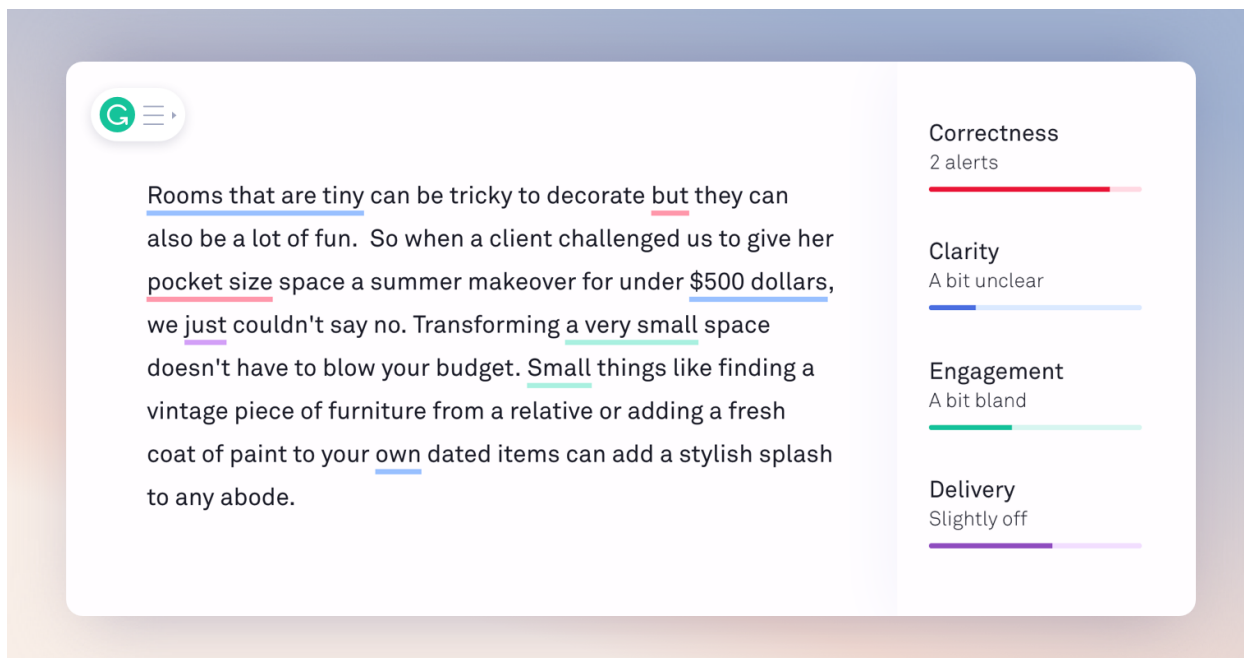 Rooms that are tiny can be tricky to decorate but they can
also be a lot of fun.  So when a client challenged us to give her
pocket size space a summer makeover for under $500 dollars,
we just couldn't say no. Transforming a very small space
doesn't have to blow your budget. Small things like finding a
vintage piece of furniture from a relative or adding a fresh
coat of paint to your own dated items can add a stylish splash
to any abode.
Correctness
2 alerts
Clarity
A bit unclear
Engagement
A bit bland
Delivery
Slightly off